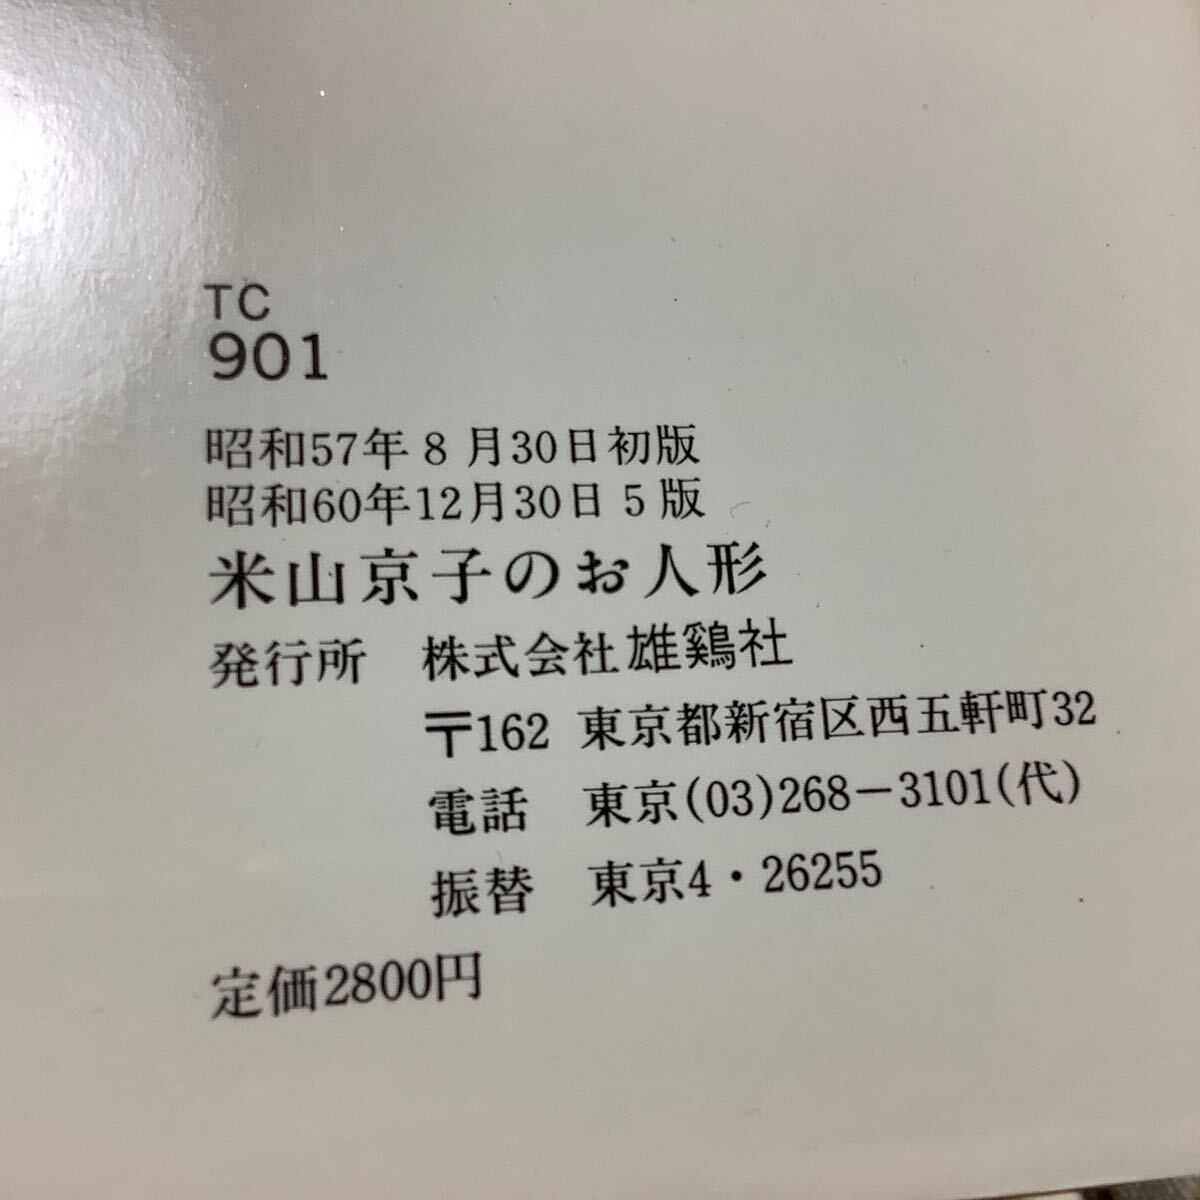 TC
901
昭和57年8月30日初版
昭和60年12月30日5版
米山京子のお人形
発行所 株式会社雄鷄社
〒162 東京都新宿区西五軒町32
電話 東京(03)268-3101(代)
振替 東京4・26255
定価2800円